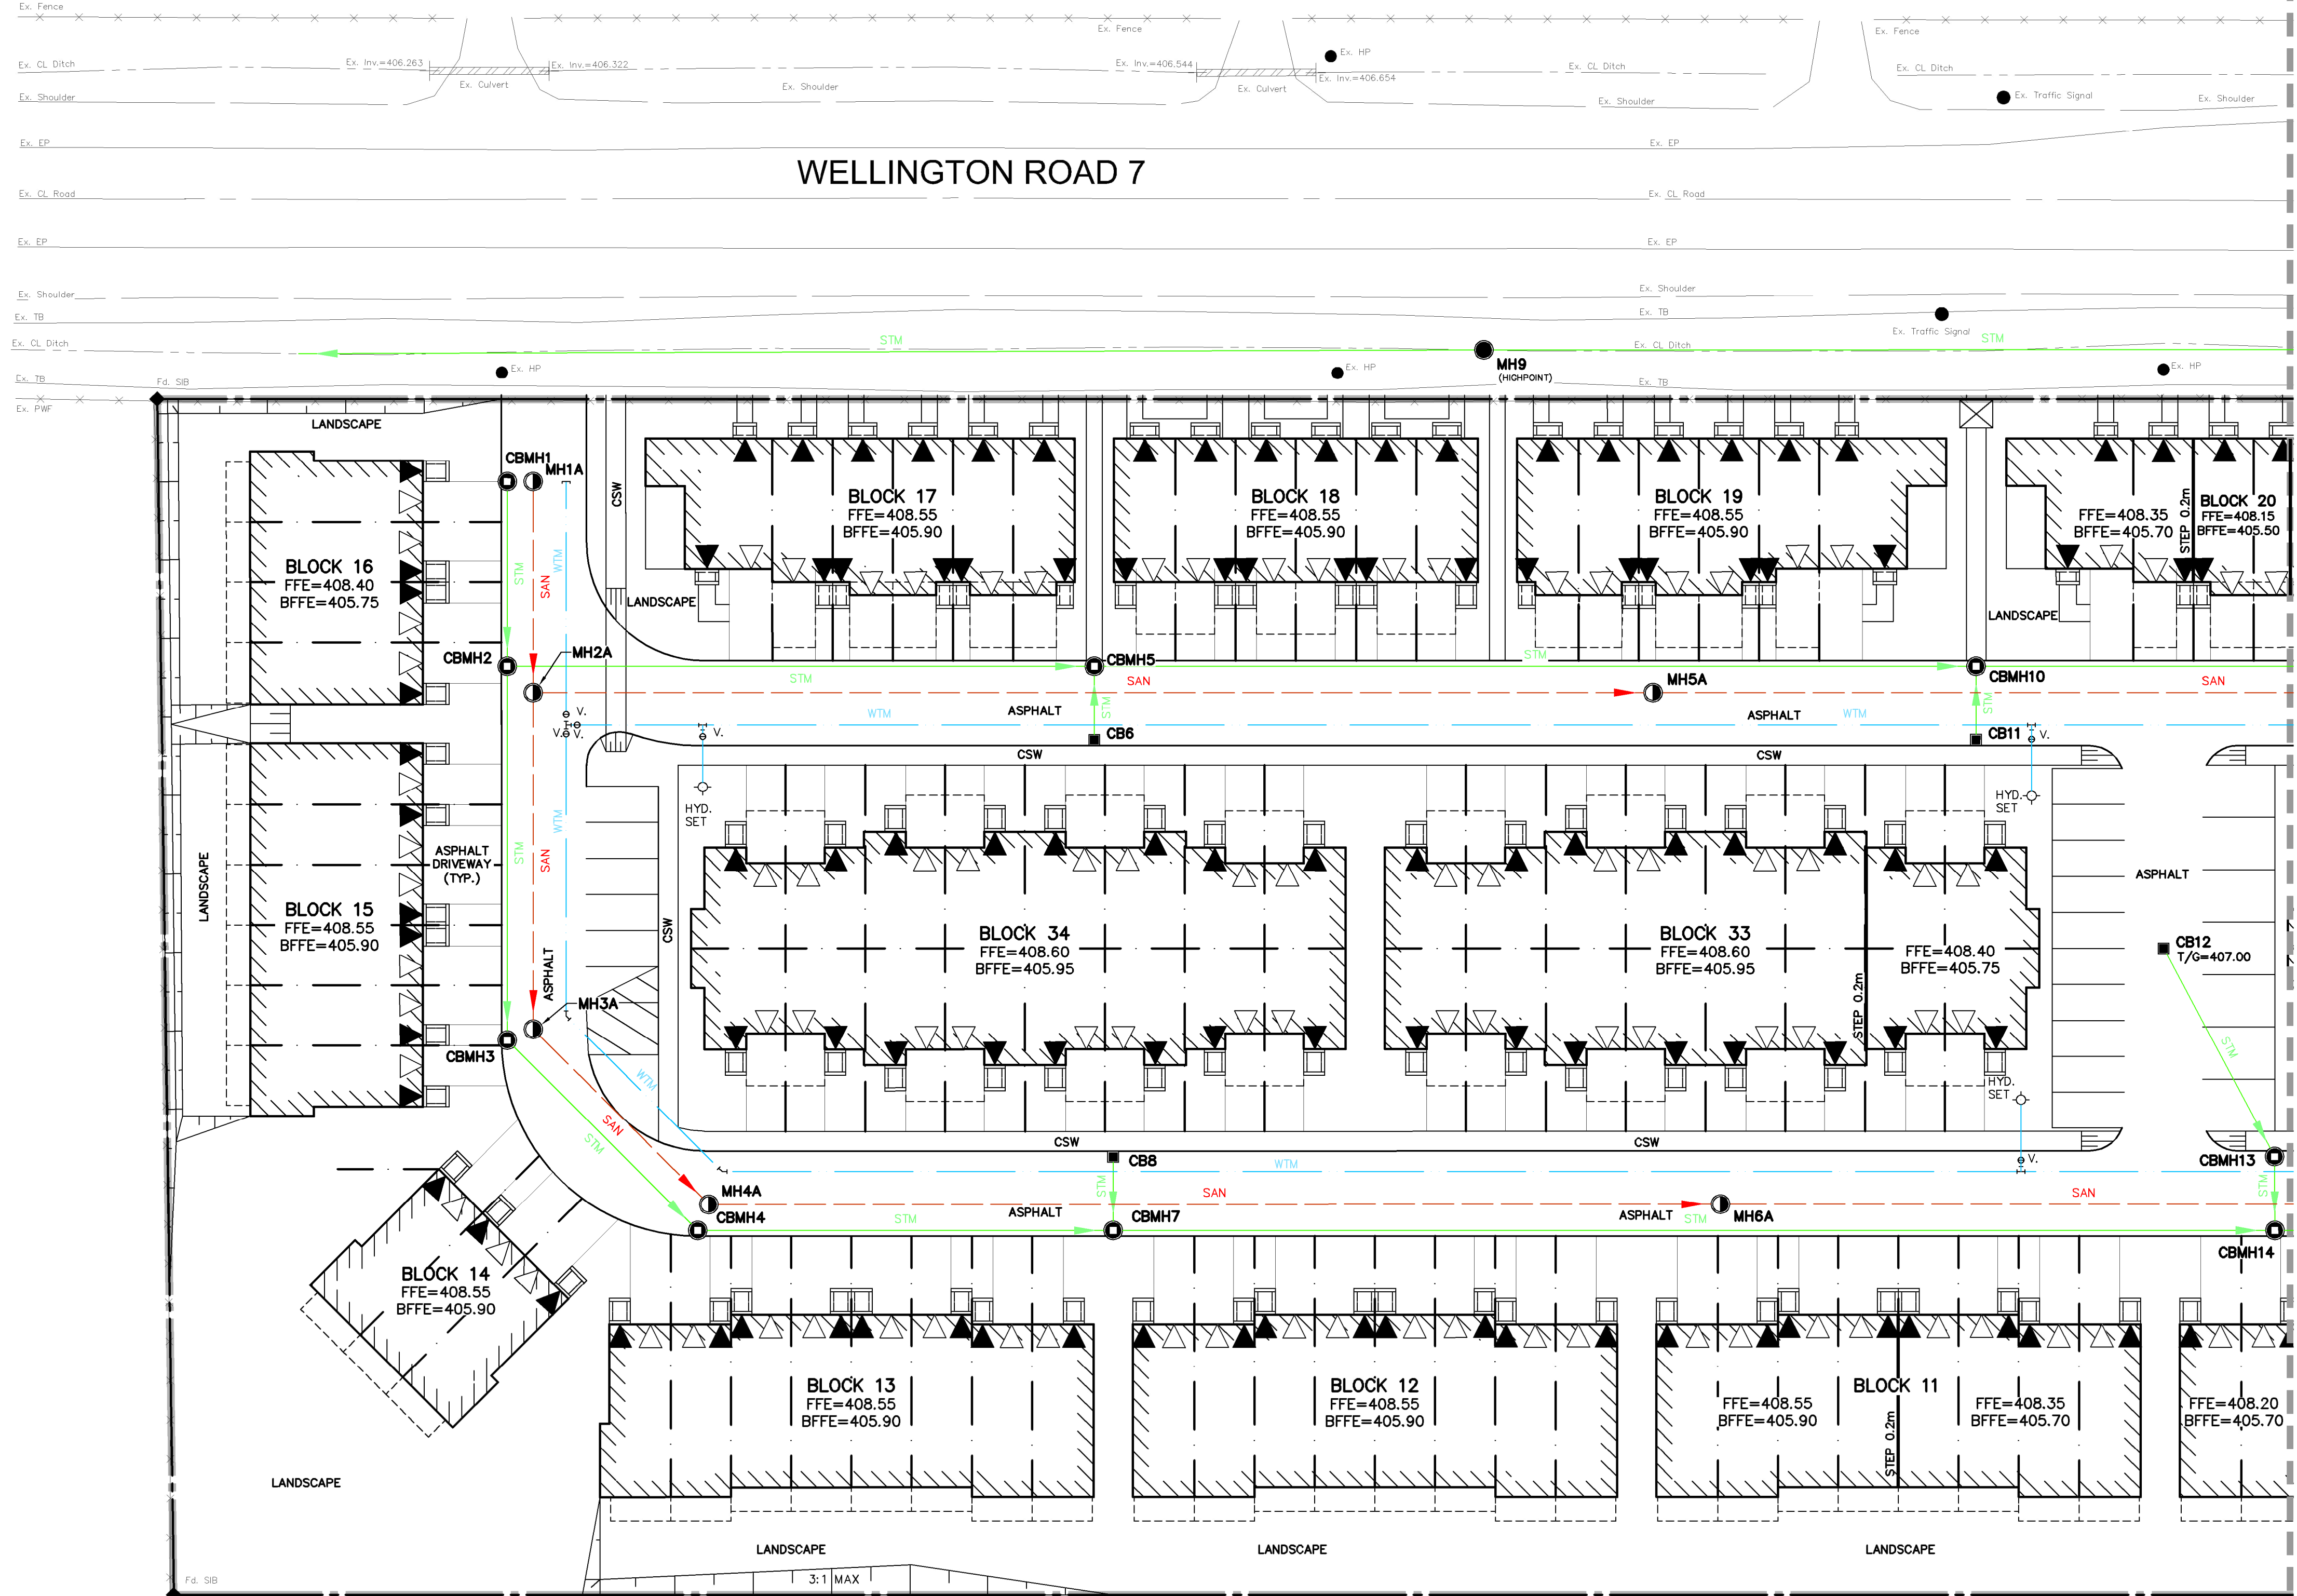 Ex. Fence
Ex. Fence
Ex. Fence
Ex. HP
Ex. CL Ditch
Ex. Inv.=406.263
Ex. Inv.=406.322
Ex. Inv.=406.544
Ex. Inv.=406.654
Ex. CL Ditch
Ex. CL Ditch
Ex. Culvert
Ex. Shoulder
Ex. Culvert
Ex. Shoulder
Ex. Shoulder
Ex. Traffic Signal
Ex. Shoulder
Ex. EP
Ex. EP
WELLINGTON ROAD 7
Ex. CL Road
Ex. CL Road
Ex. EP
Ex. EP
Ex. Shoulder
Ex. Shoulder
Ex. TB
Ex. TB
Ex. Traffic Signal
Ex. CL Ditch
STM
Ex. CL Ditch
STM
MH9
(HIGHPOINT)
Ex. HP
Ex. HP
Ex. HP
Ex. TB
Fd. SIB
Ex. TB
Ex. PWF
LANDSCAPE
CBMH1
MH1A
CSW
BLOCK 17
FFE=408.55
BFFE=405.90
BLOCK 18
FFE=408.55
BFFE=405.90
BLOCK 19
FFE=408.55
BFFE=405.90
FFE=408.35
BFFE=405.70
STEP 0.2m
BLOCK 20
FFE=408.15
BFFE=405.50
BLOCK 16
FFE=408.40
BFFE=405.75
STM
SAN
WTM
LANDSCAPE
LANDSCAPE
CBMH2
MH2A
CBMH5
STM
CBMH10
STM
SAN
MH5A
SAN
V.
V.
V.
V.
WTM
ASPHALT
STM
ASPHALT
WTM
STM
CB6
CB11
V.
CSW
CSW
HYD.
SET
HYD.
SET
WTM
ASPHALT
DRIVEWAY
(TYP.)
STM
SAN
LANDSCAPE
ASPHALT
BLOCK 15
FFE=408.55
BFFE=405.90
CSW
BLOCK 34
FFE=408.60
BFFE=405.95
BLOCK 33
FFE=408.60
BFFE=405.95
FFE=408.40
BFFE=405.75
STEP 0.2m
CB12
T/G=407.00
ASPHALT
MH3A
CBMH3
STM
WTM
HYD.
SET
SAN
STM
CSW
CSW
CB8
WTM
V.
CBMH13
MH4A
STM
SAN
SAN
STM
CBMH4
STM
ASPHALT
CBMH7
ASPHALT
STM
MH6A
CBMH14
BLOCK 14
FFE=408.55
BFFE=405.90
BLOCK 13
FFE=408.55
BFFE=405.90
BLOCK 12
FFE=408.55
BFFE=405.90
BLOCK 11
FFE=408.55
BFFE=405.90
STEP 0.2m
FFE=408.35
BFFE=405.70
FFE=408.20
BFFE=405.70
LANDSCAPE
LANDSCAPE
LANDSCAPE
LANDSCAPE
Fd. SIB
3:1 MAX